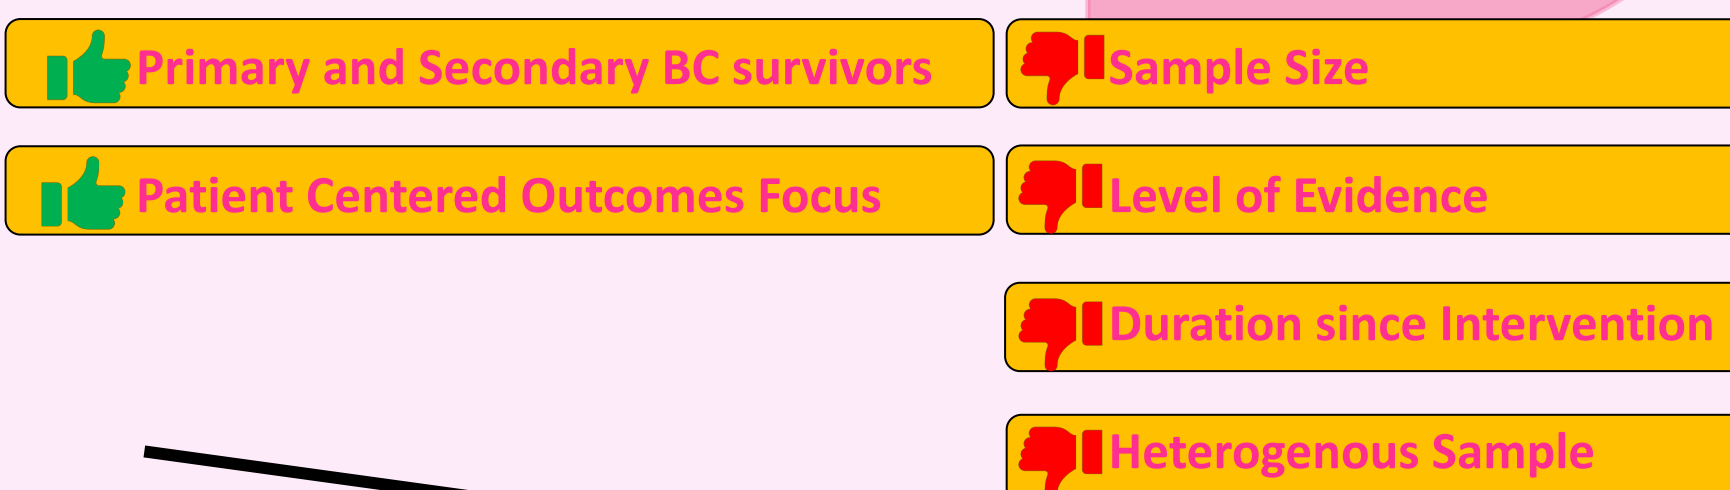 Primary and Secondary BC survivors
Patient Centered Outcomes Focus
Sample Size
Level of Evidence
Duration since Intervention
Heterogenous Sample